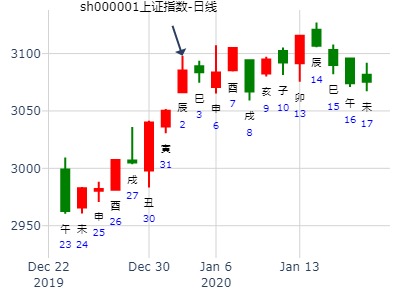 sh000001上证指数-日线
3100
3050
3000
2950
午
23
未
24
申
25
酉
26
戌
27
丑
30
寅
31
辰
2
巳
3
申
6
酉
7
戌
8
亥
9
子
10
卯
13
辰
14
巳
15
午
16
未
17
Dec 22
2019
Dec 30
Jan 6
2020
Jan 13